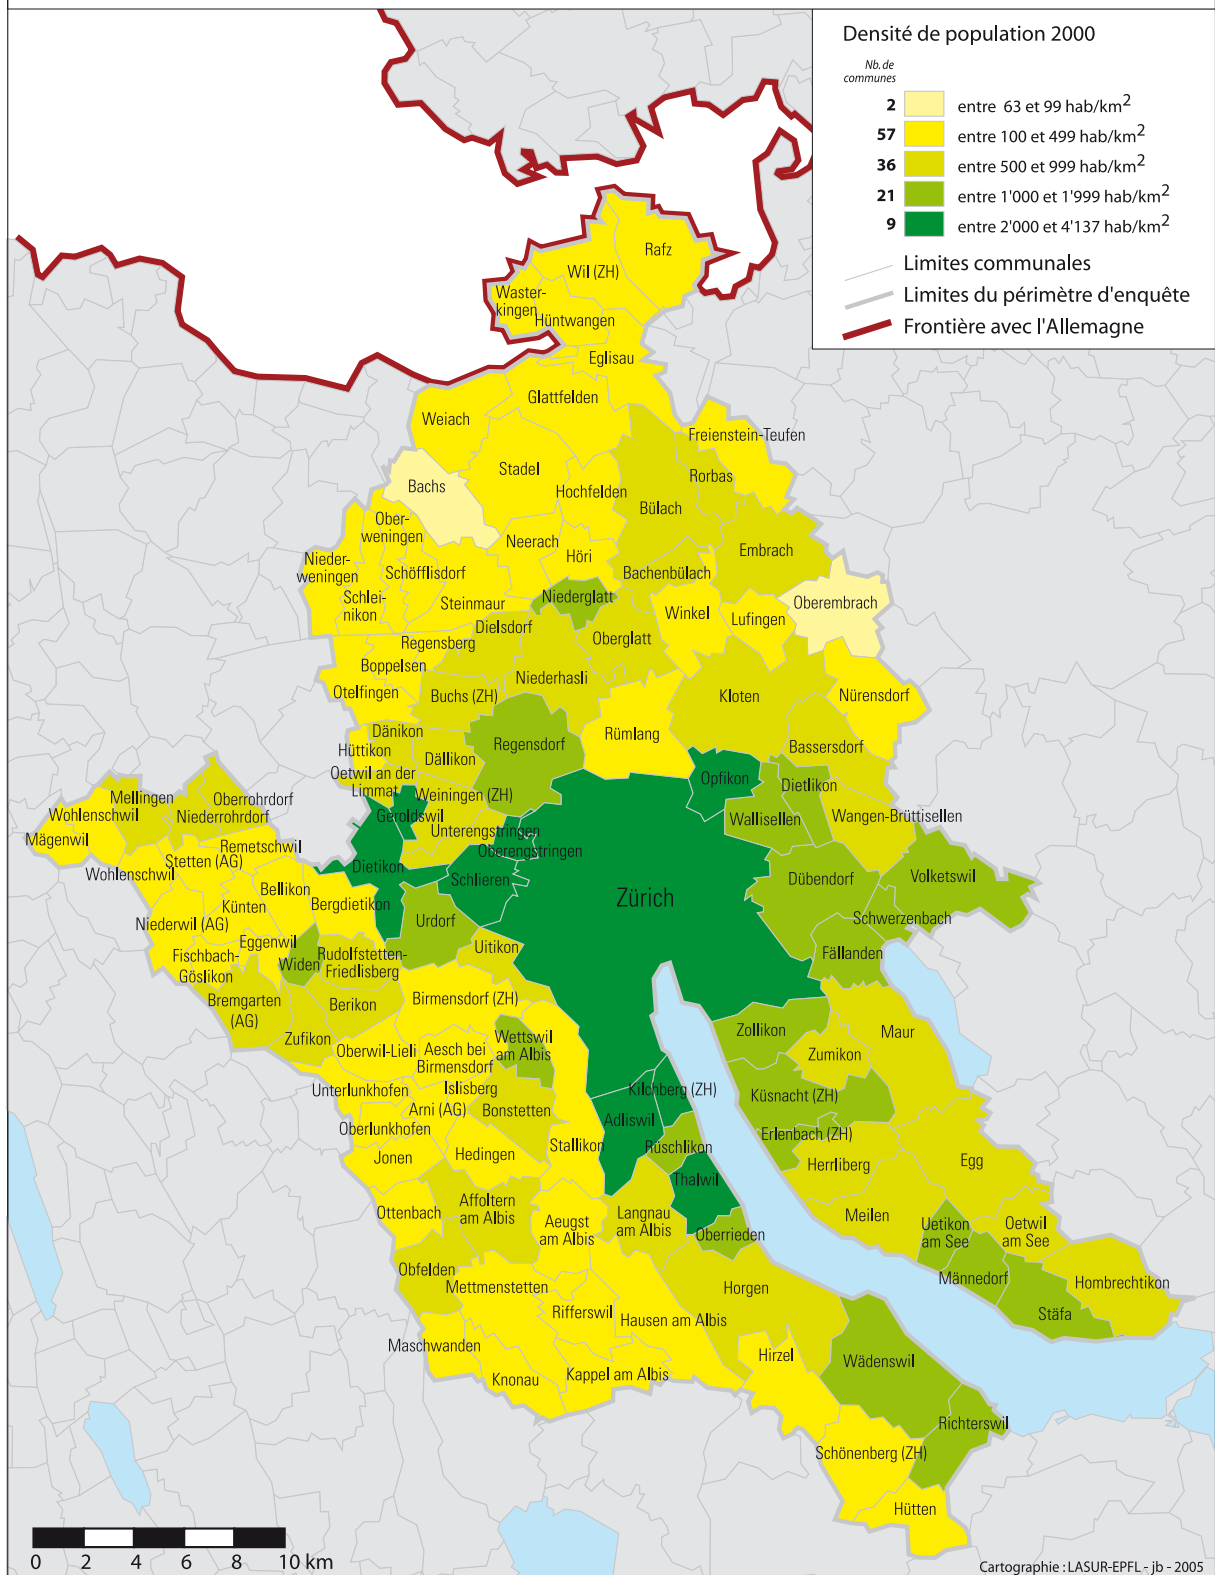 Densité de population 2000
Nb. de
communes
2 entre 63 et 99 hab/km2
57 entre 100 et 499 hab/km2
36 entre 500 et 999 hab/km2
21 entre 1'000 et 1'999 hab/km2
9 entre 2'000 et 4'137 hab/km2
Limites communales
Limites du périmètre d'enquête
Frontière avec l'Allemagne
Rafz
Wil (ZH)
Waster-
kingen
Hüntwangen
Eglisau
Glattfelden
Weiach
Freienstein-Teufen
Stadel
Rorbas
Bachs
Hochfelden
Bülach
Ober-
weningen
Neerach
Embrach
Höri
Nieder-
weningen
Schöfflisdorf
Bachenbülach
Schlei-
nikon
Steinmaur
Niederglatt
Oberembrach
Winkel
Lufingen
Dielsdorf
Regensberg
Oberglatt
Boppelsen
Niederhasli
Otelfingen
Buchs (ZH)
Kloten
Nürensdorf
Dänikon
Rümlang
Regensdorf
Bassersdorf
Hüttikon
Dällikon
Oetwil an der
Limmat
Opfikon
Dietlikon
Weiningen (ZH)
Mellingen
Oberrohrdorf
Wohlenschwil
Niederrohrdorf
Geroldswil
Wallisellen
Wangen-Brüttisellen
Mägenwil
Unterengstringen
Remetschwil
Oberengstringen
Stetten (AG)
Wohlenschwil
Dietikon
Schlieren
Dübendorf
Volketswil
Bellikon
Zürich
Künten
Bergdietikon
Niederwil (AG)
Urdorf
Schwerzenbach
Eggenwil
Uitikon
Fischbach-
Göslikon
Widen
Rudolfstetten-
Friedlisberg
Fällanden
Bremgarten
(AG)
Berikon
Birmensdorf (ZH)
Zufikon
Wettswil
am Albis
Zollikon
Maur
Oberwil-Lieli
Aesch bei
Birmensdorf
Zumikon
Unterlunkhofen
Islisberg
Kilchberg (ZH)
Küsnacht (ZH)
Arni (AG)
Bonstetten
Adliswil
Oberlunkhofen
Erlenbach (ZH)
Stallikon
Rüschlikon
Jonen
Hedingen
Herrliberg
Egg
Thalwil
Affoltern
am Albis
Ottenbach
Aeugst
am Albis
Langnau
am Albis
Meilen
Uetikon
am See
Oetwil
am See
Oberrieden
Obfelden
Männedorf
Hombrechtikon
Mettmenstetten
Horgen
Rifferswil
Hausen am Albis
Stäfa
Maschwanden
Hirzel
Wädenswil
Knonau
Kappel am Albis
Richterswil
Schönenberg (ZH)
Hütten
0 2 4 6 8 10 km
Cartographie : LASUR-EPFL - jb - 2005